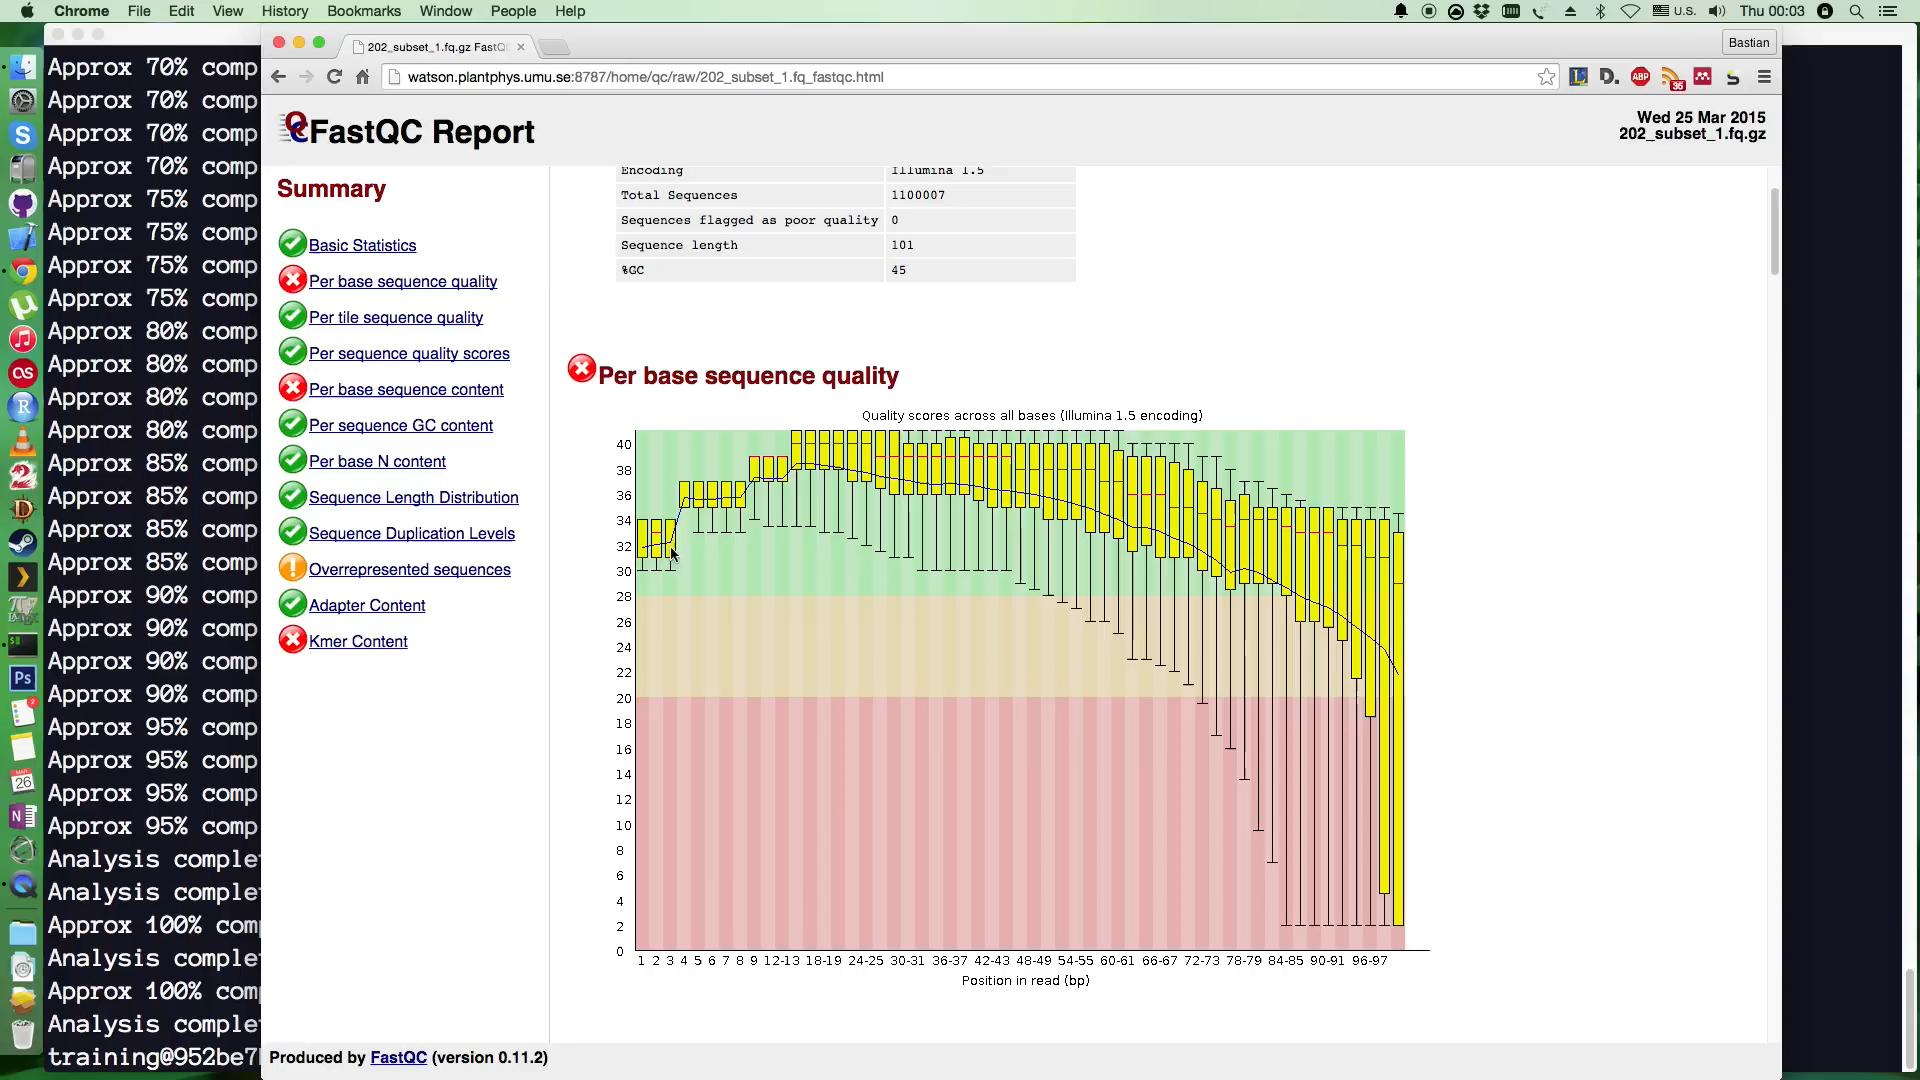 Chrome File Edit View History Bookmarks Window People Help
U.S. Thu 00:03
202_subset_1.fq.gz FastQ
Bastian
watson.plantphys.umu.se:8787/home/qc/raw/202_subset_1.fq_fastqc.html
FastQC Report
Wed 25 Mar 2015
202_subset_1.fq.gz
Summary
Basic Statistics
Per base sequence quality
Per tile sequence quality
Per sequence quality scores
Per base sequence content
Per sequence GC content
Per base N content
Sequence Length Distribution
Sequence Duplication Levels
Overrepresented sequences
Adapter Content
Kmer Content
Encoding Illumina 1.5
Total Sequences 1100007
Sequences flagged as poor quality 0
Sequence length 101
%GC 45
Per base sequence quality
Quality scores across all bases (Illumina 1.5 encoding)
40
38
36
34
32
30
28
26
24
22
20
18
16
14
12
10
8
6
4
2
0
1 2 3 4 5 6 7 8 9 12-13 18-19 24-25 30-31 36-37 42-43 48-49 54-55 60-61 66-67 72-73 78-79 84-85 90-91 96-97
Position in read (bp)
Produced by FastQC (version 0.11.2)
Approx 70% comp
Approx 70% comp
Approx 70% comp
Approx 70% comp
Approx 75% comp
Approx 75% comp
Approx 75% comp
Approx 75% comp
Approx 80% comp
Approx 80% comp
Approx 80% comp
Approx 80% comp
Approx 85% comp
Approx 85% comp
Approx 85% comp
Approx 85% comp
Approx 90% comp
Approx 90% comp
Approx 90% comp
Approx 90% comp
Approx 95% comp
Approx 95% comp
Approx 95% comp
Approx 95% comp
Analysis complet
Analysis complet
Approx 100% com
Analysis complet
Approx 100% com
Analysis complet
training@952be7